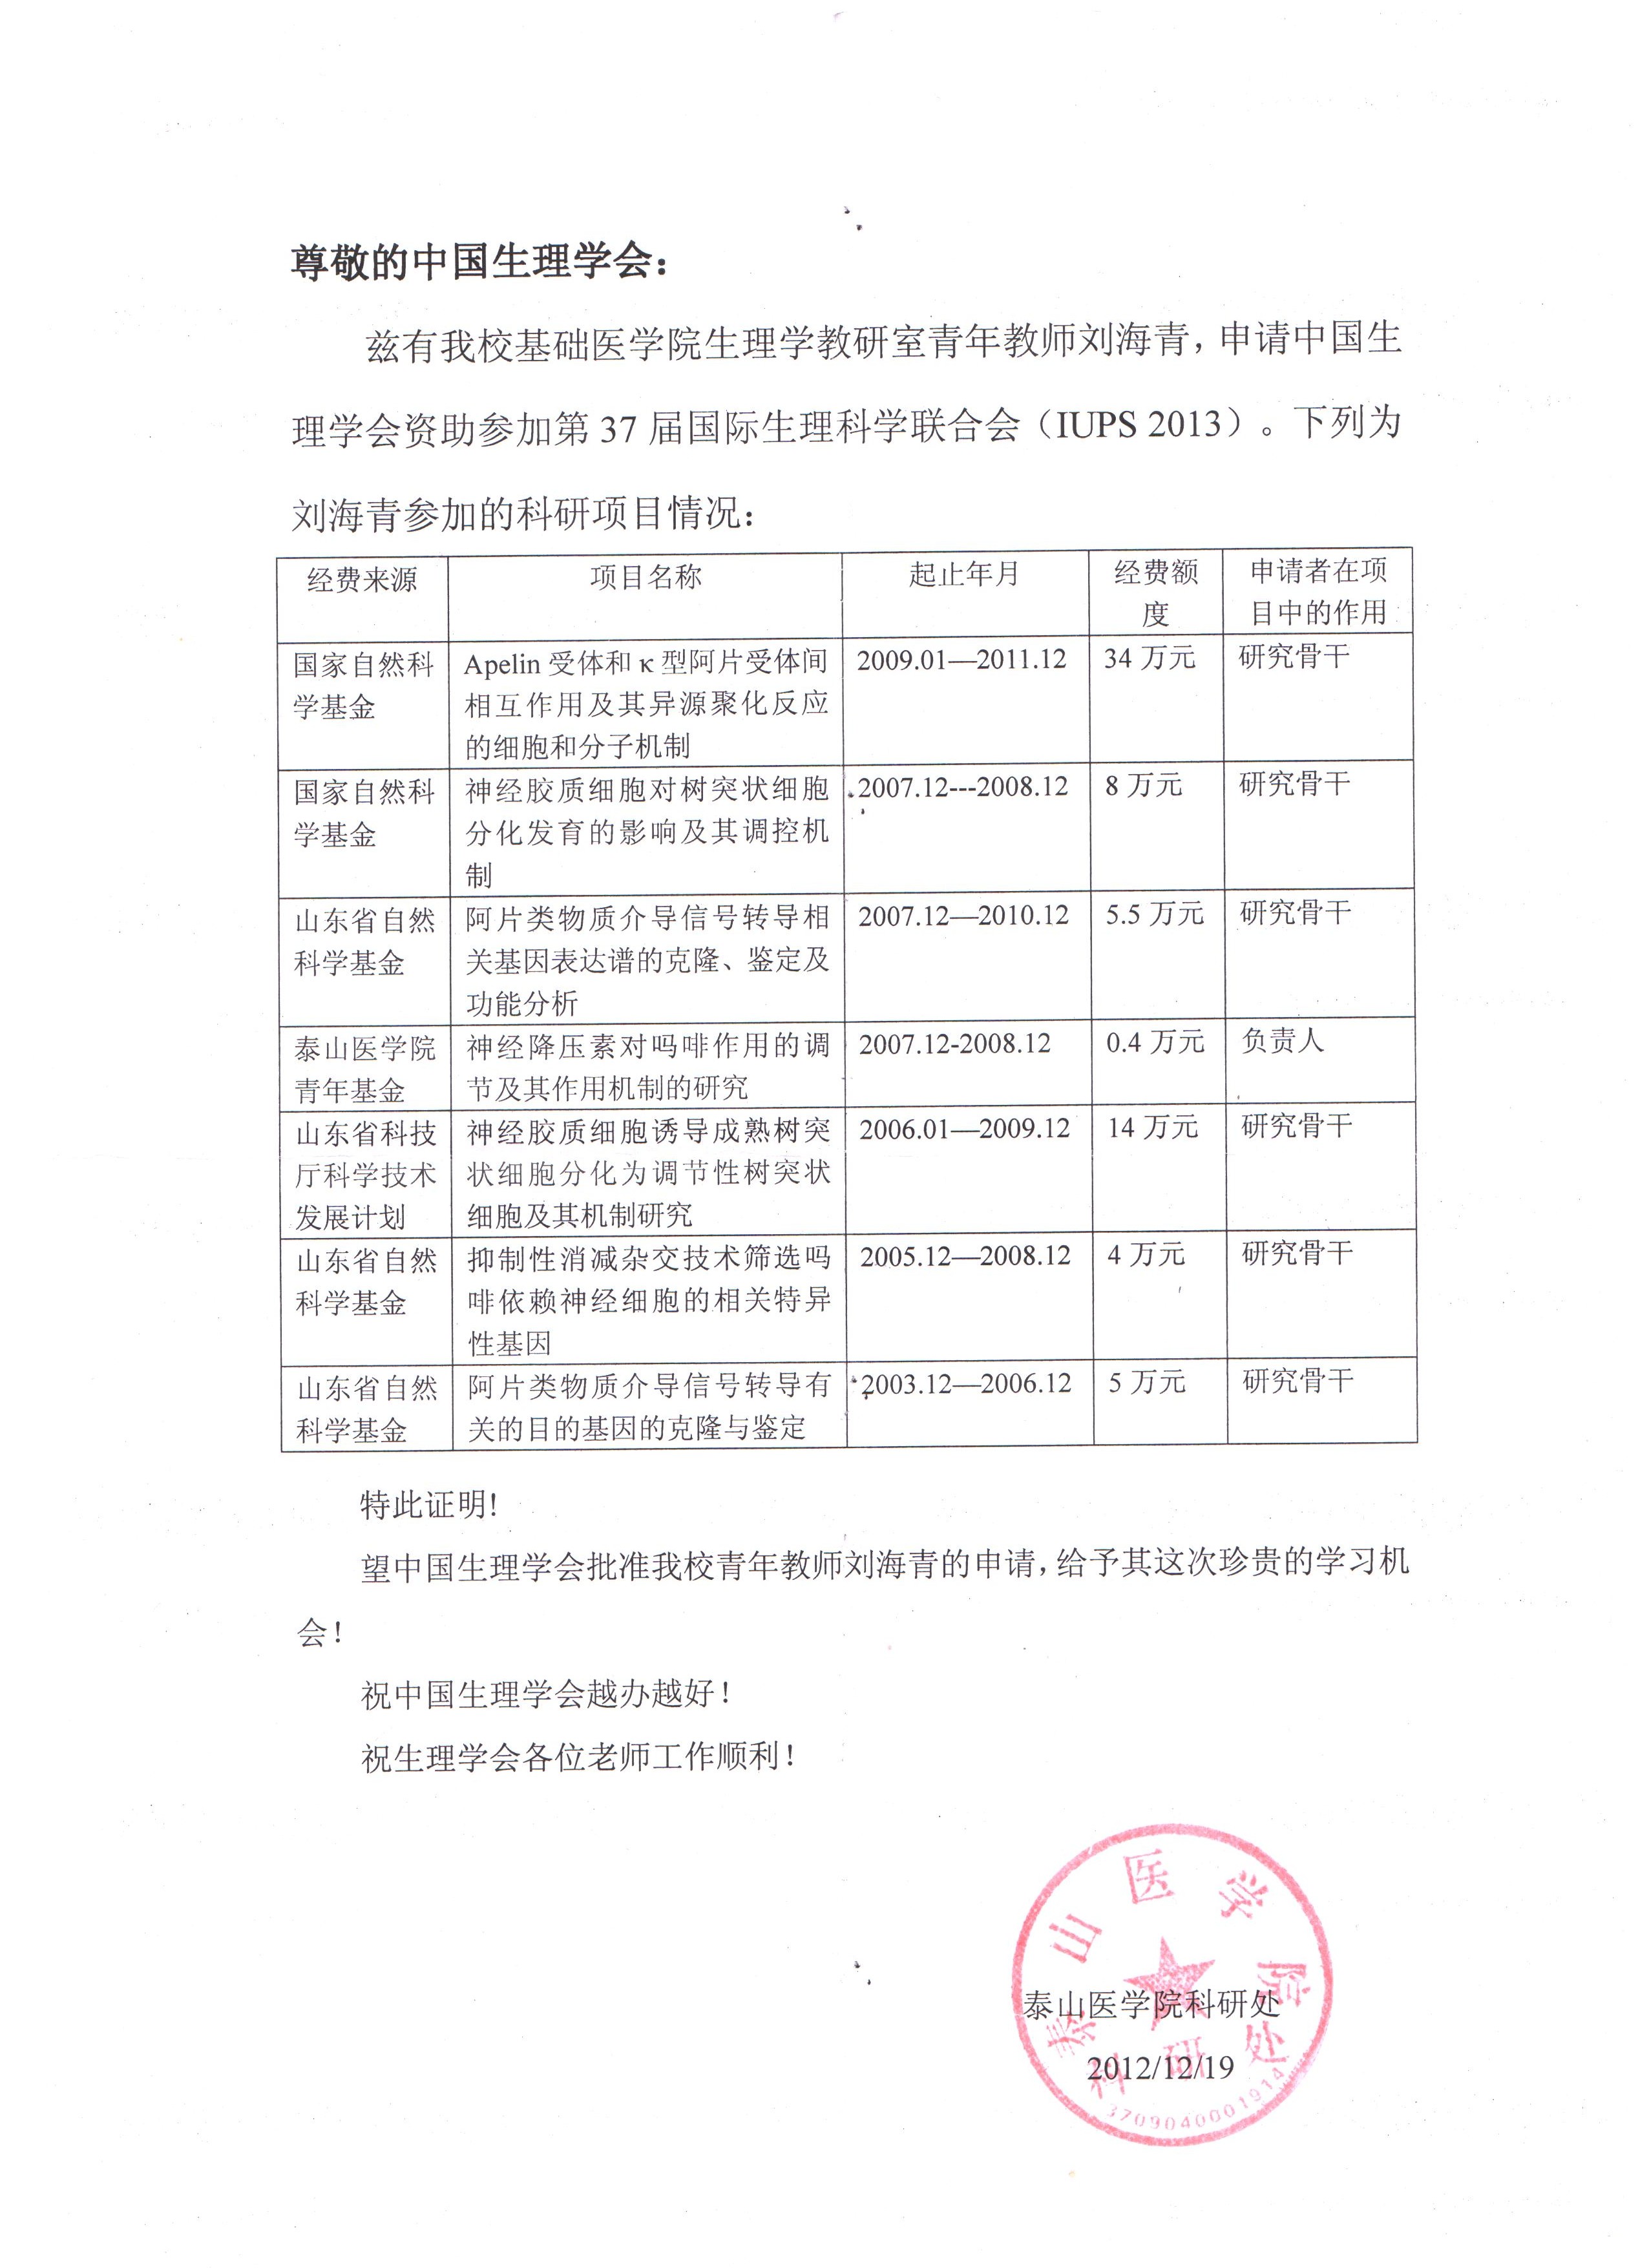 尊敬的中国生理学会：
兹有我校基础医学院生理学教研室青年教师刘海青，申请中国生
理学会资助参加第 37 届国际生理科学联合会（IUPS 2013）。下列为
刘海青参加的科研项目情况：
经费来源 项目名称 起止年月 经费额 申请者在项
度 目中的作用
国家自然科 Apelin 受体和 κ 型阿片受体间 2009.01—2011.12 34 万元 研究骨干
学基金 相互作用及其异源聚化反应
的细胞和分子机制
国家自然科 神经胶质细胞对树突状细胞 2007.12---2008.12 8 万元 研究骨干
学基金 分化发育的影响及其调控机
制
山东省自然 阿片类物质介导信号转导相 2007.12—2010.12 5.5 万元 研究骨干
科学基金 关基因表达谱的克隆、鉴定及
功能分析
泰山医学院 神经降压素对吗啡作用的调 2007.12-2008.12 0.4 万元 负责人
青年基金 节及其作用机制的研究
山东省科技 神经胶质细胞诱导成熟树突 2006.01—2009.12 14 万元 研究骨干
厅科学技术 状细胞分化为调节性树突状
发展计划 细胞及其机制研究
山东省自然 抑制性消减杂交技术筛选吗 2005.12—2008.12 4 万元 研究骨干
科学基金 啡依赖神经细胞的相关特异
性基因
山东省自然 阿片类物质介导信号转导有 2003.12—2006.12 5 万元 研究骨干
科学基金 关的目的基因的克隆与鉴定
特此证明！
望中国生理学会批准我校青年教师刘海青的申请，给予其这次珍贵的学习机
会！
祝中国生理学会越办越好！
祝生理学会各位老师工作顺利！
泰山医学院
泰山医学院科研处
2012/12/19
科研处
3709040001914